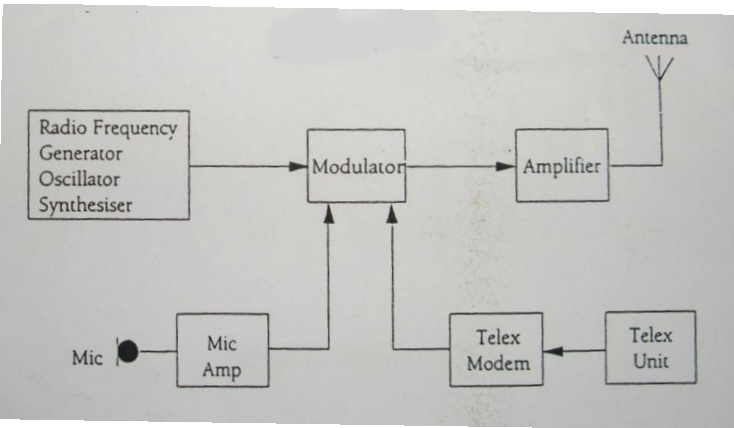 Antenna
Radio Frequency
Generator
Oscillator
Synthesiser
Modulator
Amplifier
Mic
Mic
Amp
Telex
Modem
Telex
Unit